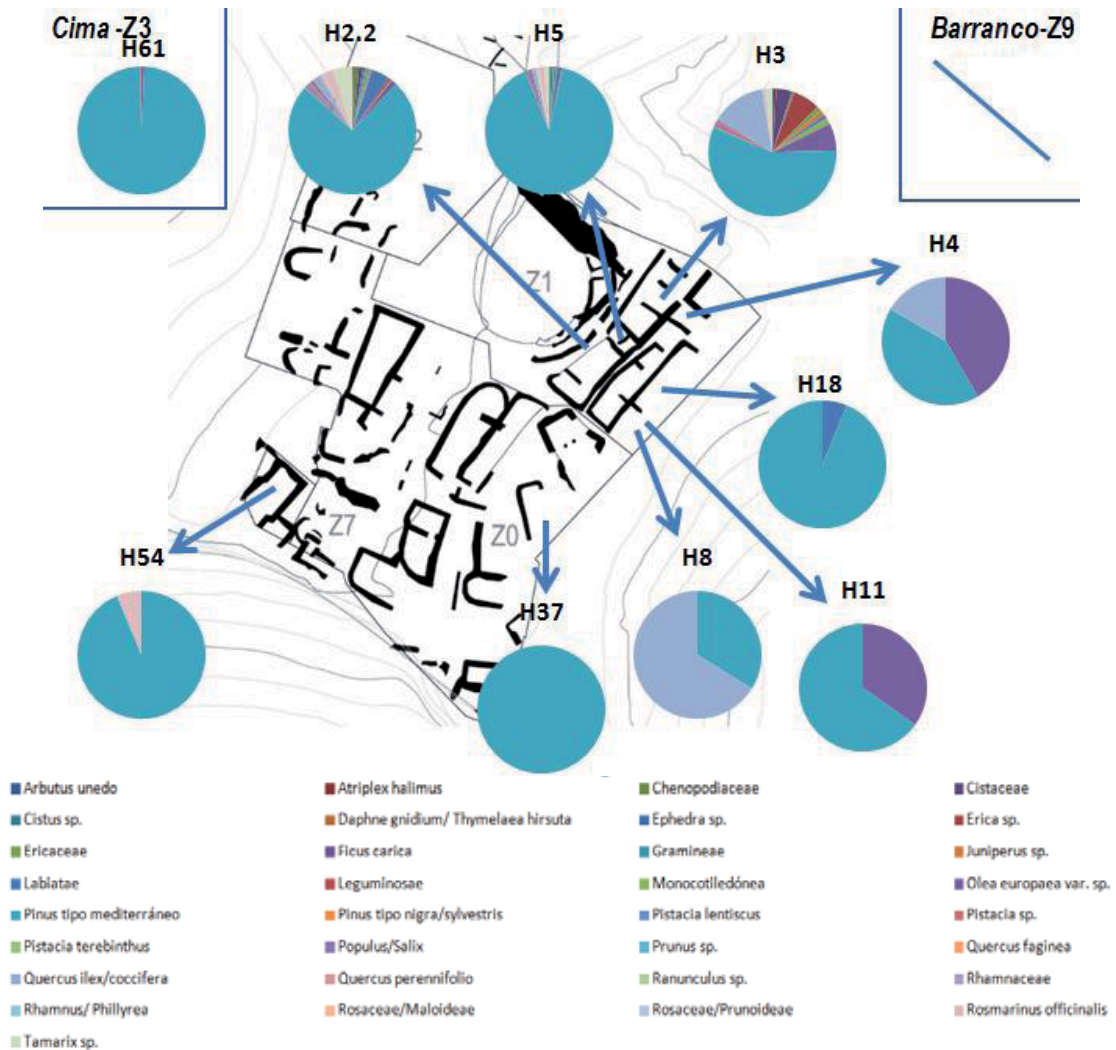 Cima -Z3
H61
H2.2
H5
H3
Barranco-Z9
H4
Z1
H18
H54
Z7
Z0
H37
H8
H11
Arbutus unedo
Atriplex halimus
Chenopodiaceae
Cistaceae
Cistus sp.
Daphne gnidium/ Thymelaea hirsuta
Ephedra sp.
Erica sp.
Ericaceae
Ficus carica
Gramineae
Juniperus sp.
Labiatae
Leguminosae
Monocotiledónea
Olea europaea var. sp.
Pinus tipo mediterráneo
Pinus tipo nigra/sylvestris
Pistacia lentiscus
Pistacia sp.
Pistacia terebinthus
Populus/Salix
Prunus sp.
Quercus faginea
Quercus ilex/coccifera
Quercus perennifolio
Ranunculus sp.
Rhamnaceae
Rhamnus/ Phillyrea
Rosaceae/Maloideae
Rosaceae/Prunoideae
Rosmarinus officinalis
Tamarix sp.